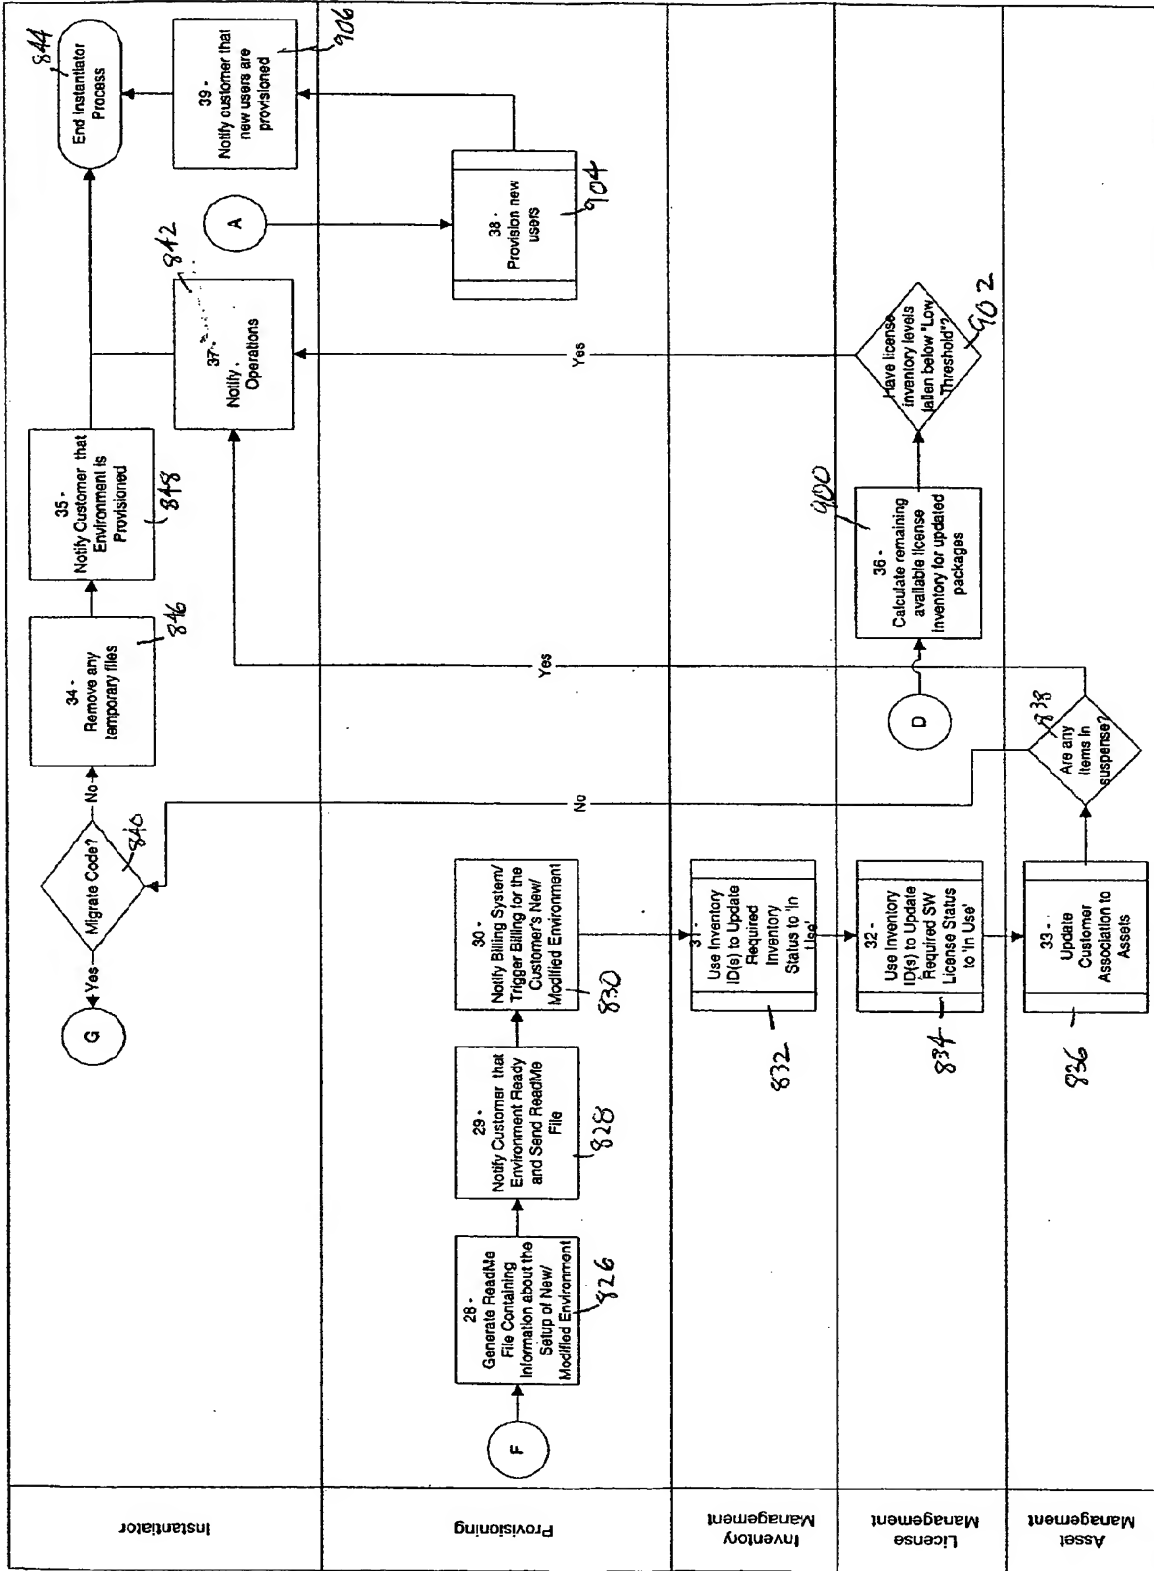 844
End Instantiator
Process
39 -
Notify customer that
new users are
provisioned
906
A
842
37-
Notify
Operations
38 -
Provision new
users
904
35 -
Notify Customer that
Environment is
Provisioned
848
Yes
Have license
inventory levels
fallen below "Low
Threshold"?
902
34 -
Remove any
temporary files
846
Yes
900
36 -
Calculate remaining
available license
inventory for updated
packages
D
No
Migrate Code?
840
Yes
G
No
838
Are any
items in
suspense?
30 -
Notify Billing System/
Trigger Billing for the
Customer's New/
Modified Environment
830
31 -
Use Inventory
ID(s) to Update
Required
Inventory
Status to 'In
Use'
832
32 -
Use Inventory
ID(s) to Update
Required SW
License Status
to 'In Use'
834
33 -
Update
Customer
Association to
Assets
836
29 -
Notify Customer that
Environment Ready
and Send ReadMe
File
828
28 -
Generate ReadMe
File Containing
Information about the
Setup of New/
Modified Environment
826
F
Instantiator
Provisioning
Inventory
Management
License
Management
Asset
Management